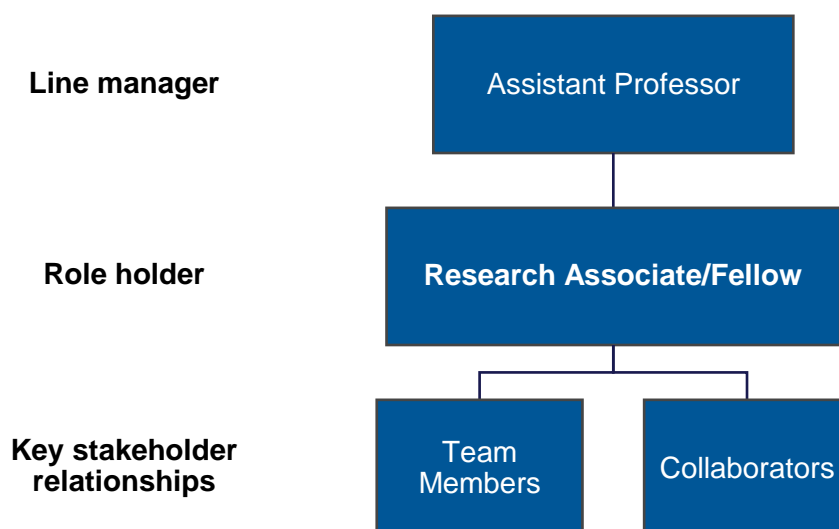 Line manager
Assistant Professor
Role holder
Research Associate/Fellow
Key stakeholder
relationships
Team
Members
Collaborators